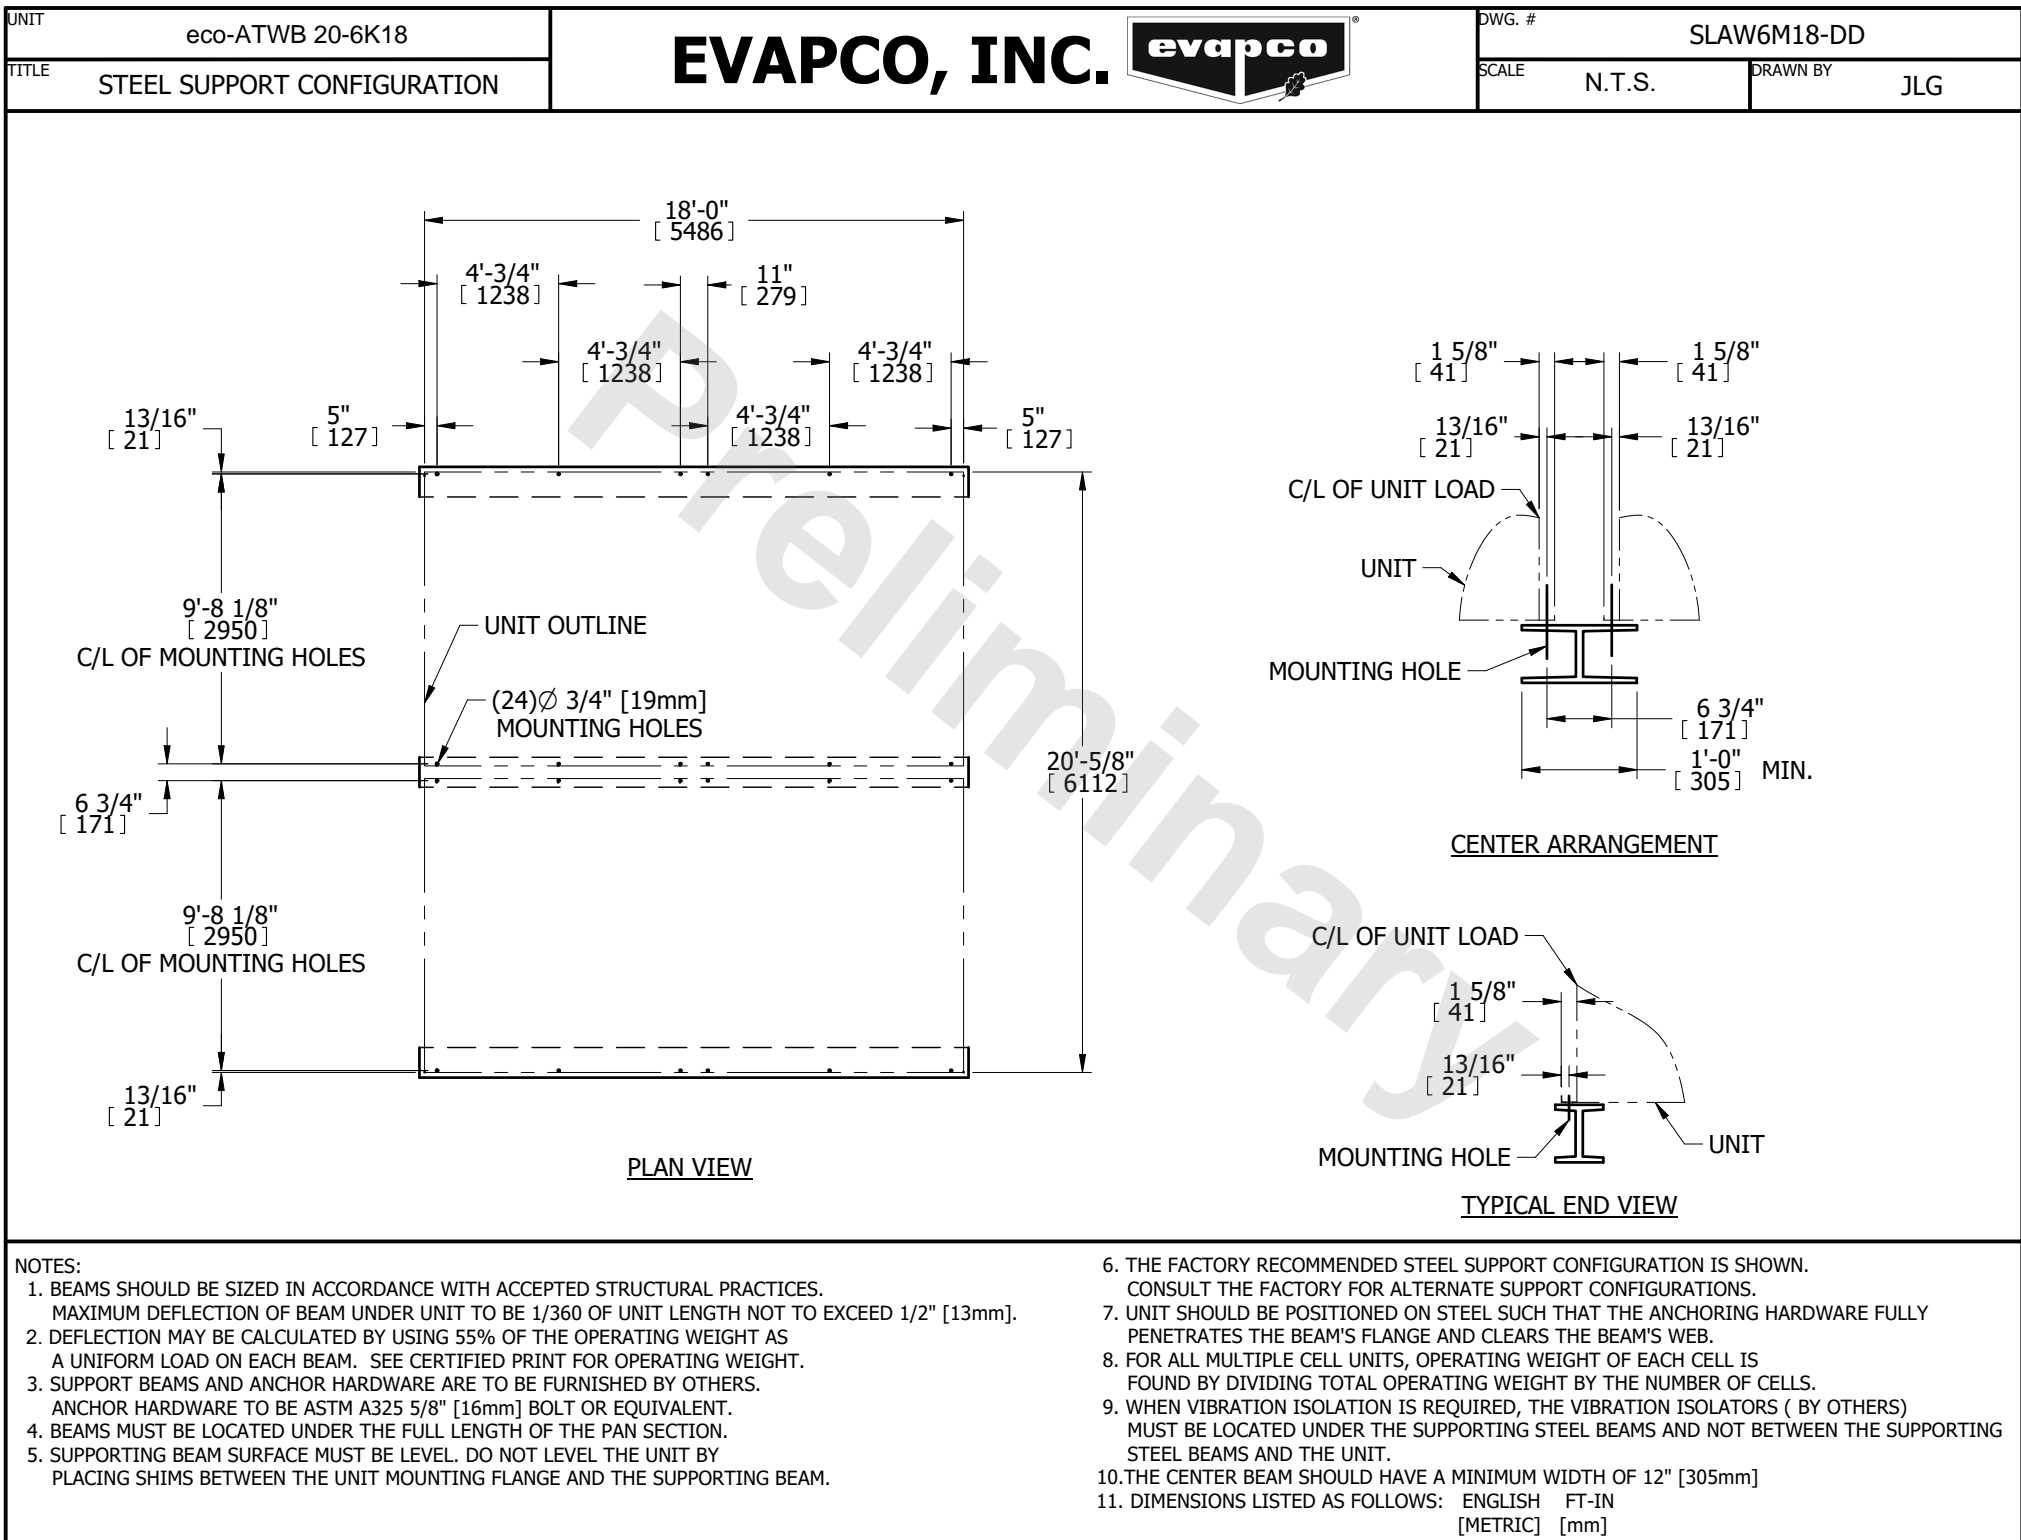 UNIT
eco-ATWB 20-6K18
TITLE
STEEL SUPPORT CONFIGURATION
EVAPCO, INC.
evapco
®
DWG. #
SLAW6M18-DD
SCALE
N.T.S.
DRAWN BY
JLG
18'-0"
[ 5486 ]
4'-3/4"
[ 1238 ]
11"
[ 279 ]
4'-3/4"
[ 1238 ]
4'-3/4"
[ 1238 ]
13/16"
[ 21 ]
5"
[ 127 ]
4'-3/4"
[ 1238 ]
5"
[ 127 ]
9'-8 1/8"
[ 2950 ]
C/L OF MOUNTING HOLES
UNIT OUTLINE
(24)Ø 3/4" [19mm]
MOUNTING HOLES
6 3/4"
[ 171 ]
20'-5/8"
[ 6112 ]
9'-8 1/8"
[ 2950 ]
C/L OF MOUNTING HOLES
13/16"
[ 21 ]
PLAN VIEW
Preliminary
1 5/8"
[ 41 ]
1 5/8"
[ 41 ]
13/16"
[ 21 ]
13/16"
[ 21 ]
C/L OF UNIT LOAD
UNIT
MOUNTING HOLE
6 3/4"
[ 171 ]
1'-0"
[ 305 ]
MIN.
CENTER ARRANGEMENT
C/L OF UNIT LOAD
1 5/8"
[ 41 ]
13/16"
[ 21 ]
MOUNTING HOLE
UNIT
TYPICAL END VIEW
NOTES:
1. BEAMS SHOULD BE SIZED IN ACCORDANCE WITH ACCEPTED STRUCTURAL PRACTICES.
MAXIMUM DEFLECTION OF BEAM UNDER UNIT TO BE 1/360 OF UNIT LENGTH NOT TO EXCEED 1/2" [13mm].
2. DEFLECTION MAY BE CALCULATED BY USING 55% OF THE OPERATING WEIGHT AS
A UNIFORM LOAD ON EACH BEAM. SEE CERTIFIED PRINT FOR OPERATING WEIGHT.
3. SUPPORT BEAMS AND ANCHOR HARDWARE ARE TO BE FURNISHED BY OTHERS.
ANCHOR HARDWARE TO BE ASTM A325 5/8" [16mm] BOLT OR EQUIVALENT.
4. BEAMS MUST BE LOCATED UNDER THE FULL LENGTH OF THE PAN SECTION.
5. SUPPORTING BEAM SURFACE MUST BE LEVEL. DO NOT LEVEL THE UNIT BY
PLACING SHIMS BETWEEN THE UNIT MOUNTING FLANGE AND THE SUPPORTING BEAM.
6. THE FACTORY RECOMMENDED STEEL SUPPORT CONFIGURATION IS SHOWN.
CONSULT THE FACTORY FOR ALTERNATE SUPPORT CONFIGURATIONS.
7. UNIT SHOULD BE POSITIONED ON STEEL SUCH THAT THE ANCHORING HARDWARE FULLY
PENETRATES THE BEAM'S FLANGE AND CLEARS THE BEAM'S WEB.
8. FOR ALL MULTIPLE CELL UNITS, OPERATING WEIGHT OF EACH CELL IS
FOUND BY DIVIDING TOTAL OPERATING WEIGHT BY THE NUMBER OF CELLS.
9. WHEN VIBRATION ISOLATION IS REQUIRED, THE VIBRATION ISOLATORS ( BY OTHERS)
MUST BE LOCATED UNDER THE SUPPORTING STEEL BEAMS AND NOT BETWEEN THE SUPPORTING
STEEL BEAMS AND THE UNIT.
10.THE CENTER BEAM SHOULD HAVE A MINIMUM WIDTH OF 12" [305mm]
11. DIMENSIONS LISTED AS FOLLOWS: ENGLISH FT-IN
[METRIC] [mm]